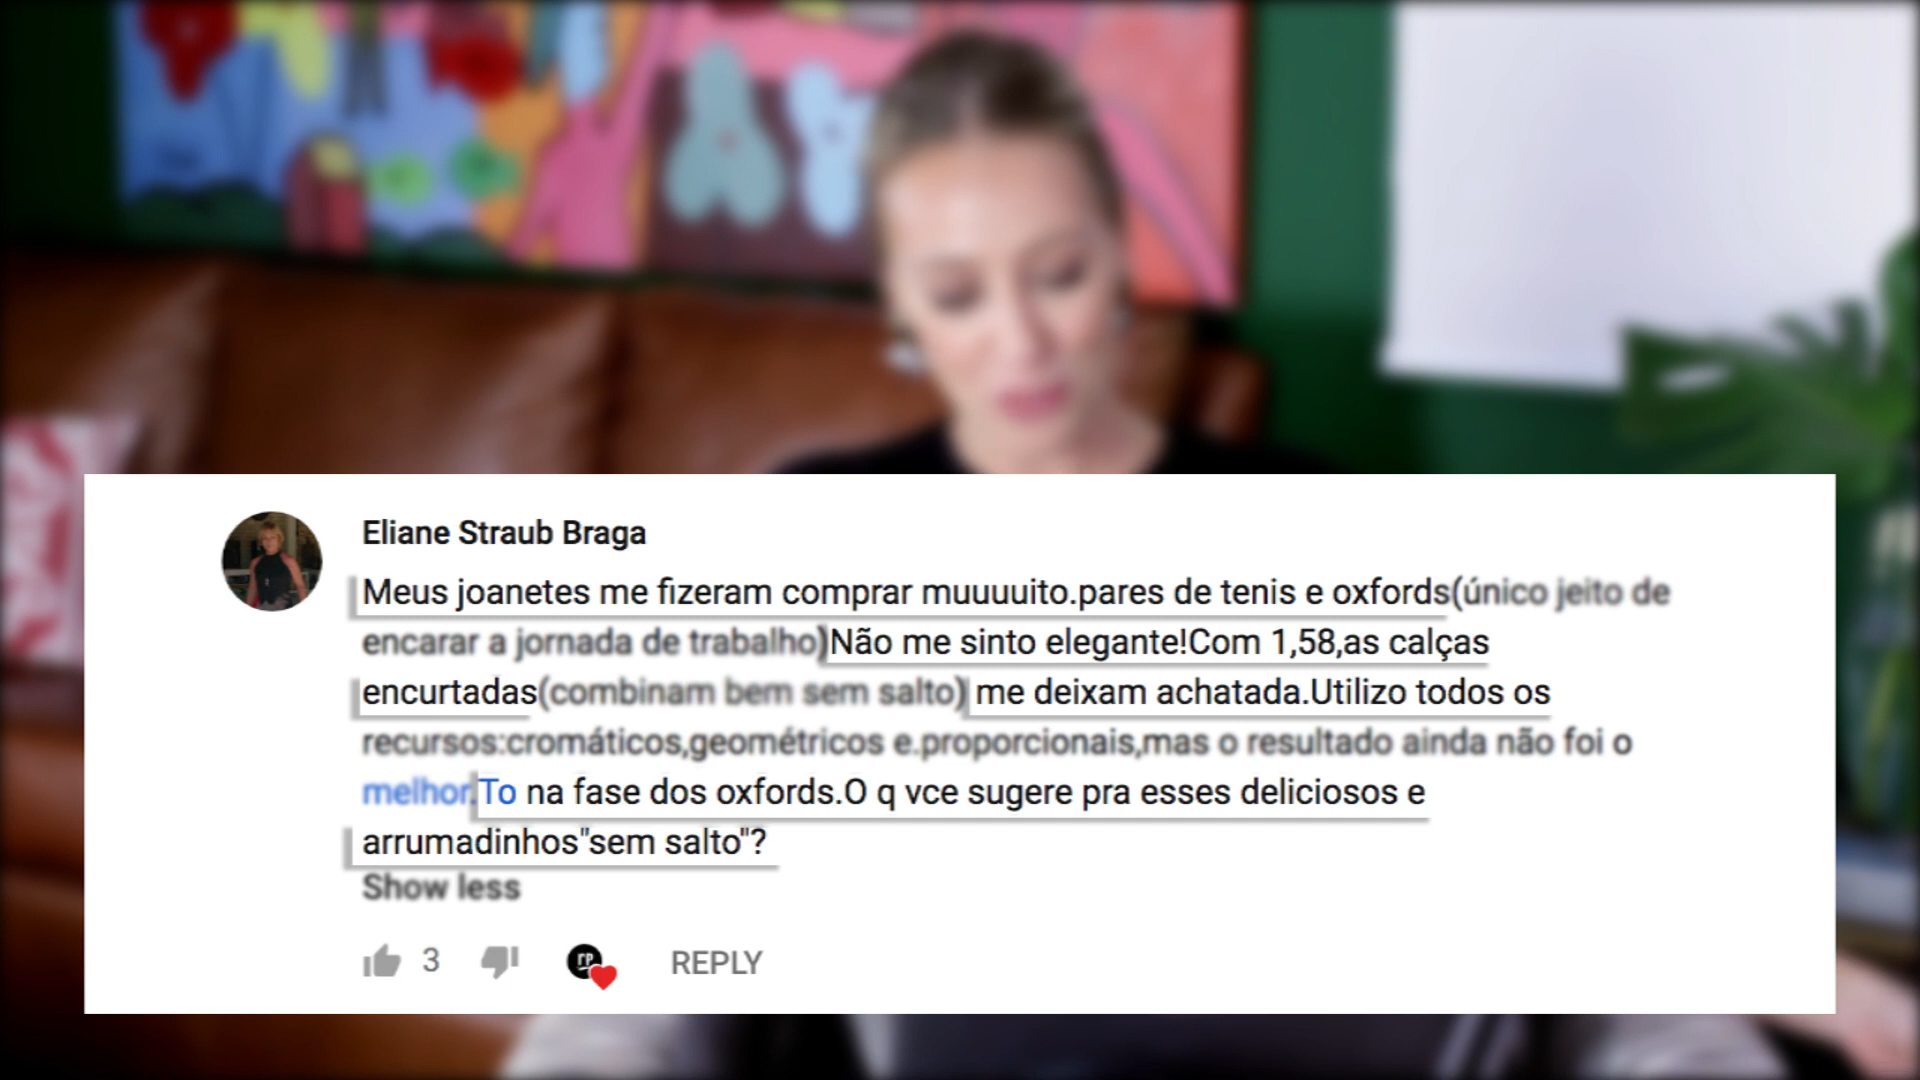 Eliane Straub Braga
Meus joanetes me fizeram comprar muuuuito.pares de tenis e oxfords(único jeito de
encarar a jornada de trabalho)Não me sinto elegante!Com 1,58,as calças
encurtadas(combinam bem sem salto) me deixam achatada.Utilizo todos os
recursos:cromáticos,geométricos e.proporcionais,mas o resultado ainda não foi o
melhor.To na fase dos oxfords.O q vce sugere pra esses deliciosos e
arrumadinhos"sem salto"?
Show less
3 rp REPLY